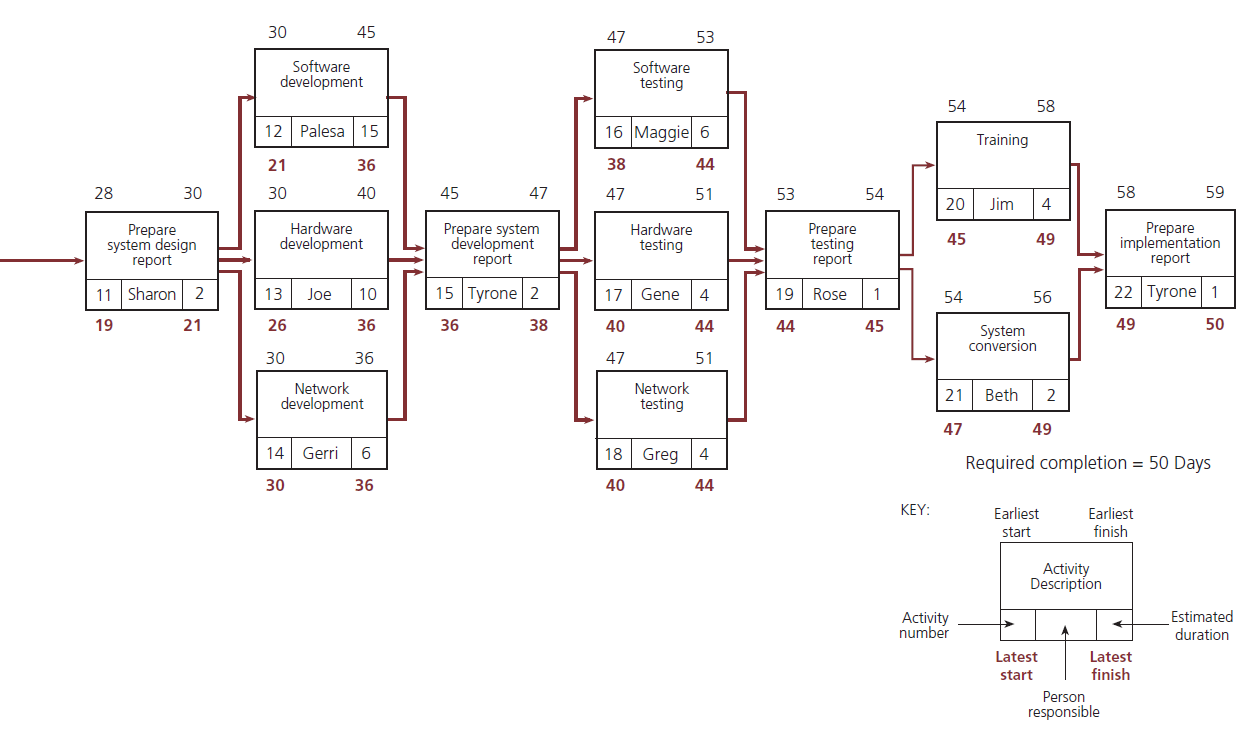 28 30
Prepare
system design
report
11 Sharon 2
19 21
30 45
Software
development
12 Palesa 15
21 36
30 40
Hardware
development
13 Joe 10
26 36
30 36
Network
development
14 Gerri 6
30 36
45 47
Prepare system
development
report
15 Tyrone 2
36 38
47 53
Software
testing
16 Maggie 6
38 44
47 51
Hardware
testing
17 Gene 4
40 44
47 51
Network
testing
18 Greg 4
40 44
53 54
Prepare
testing
report
19 Rose 1
44 45
54 58
Training
20 Jim 4
45 49
54 56
System
conversion
21 Beth 2
47 49
58 59
Prepare
implementation
report
22 Tyrone 1
49 50
Required completion = 50 Days
KEY:
Earliest
start
Earliest
finish
Activity
Description
Activity
number
Estimated
duration
Latest
start
Latest
finish
Person
responsible